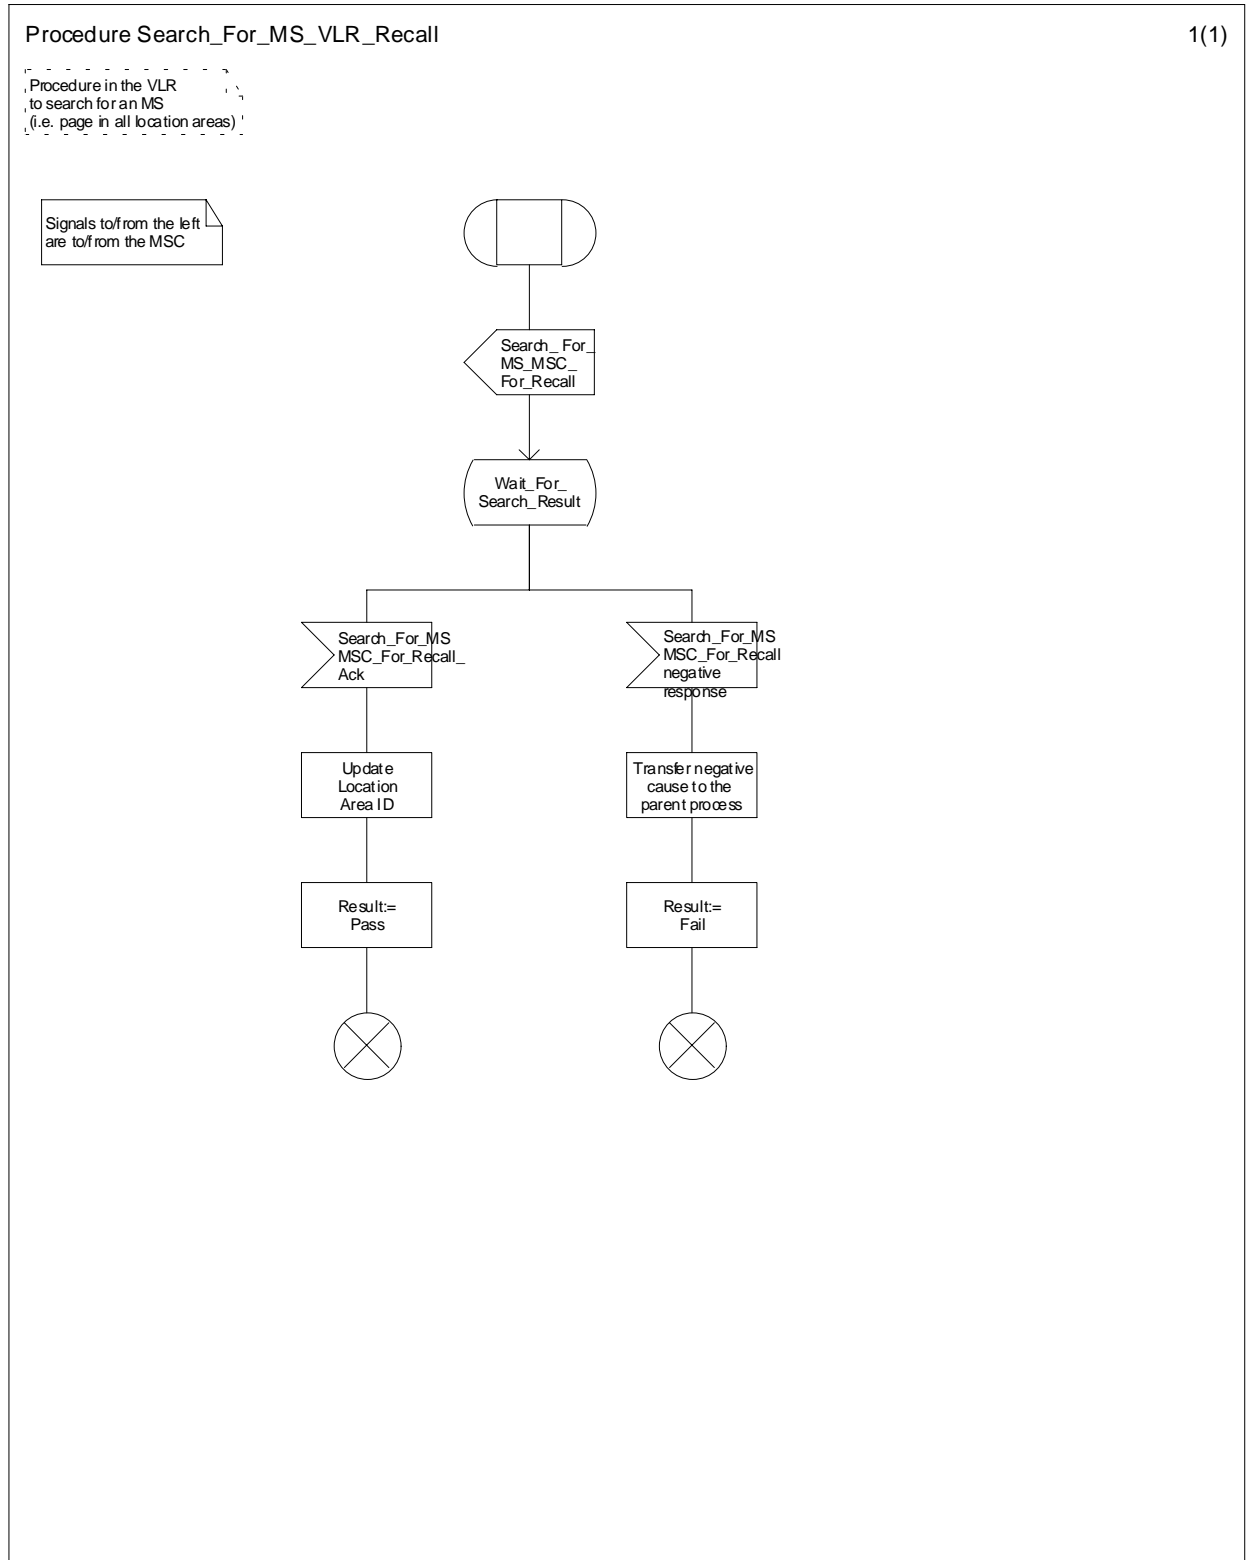 Procedure Search_For_MS_VLR_Recall
1(1)
Procedure in the VLR
to search for an MS
(i.e. page in all location areas)
Signals to/from the left
are to/from the MSC
Search_For_
MS_MSC_
For_Recall
Wait_For_
Search_Result
Search_For_MS
MSC_For_Recall_
Ack
Search_For_MS
MSC_For_Recall
negative
response
Update
Location
Area ID
Transfer negative
cause to the
parent process
Result:=
Pass
Result:=
Fail